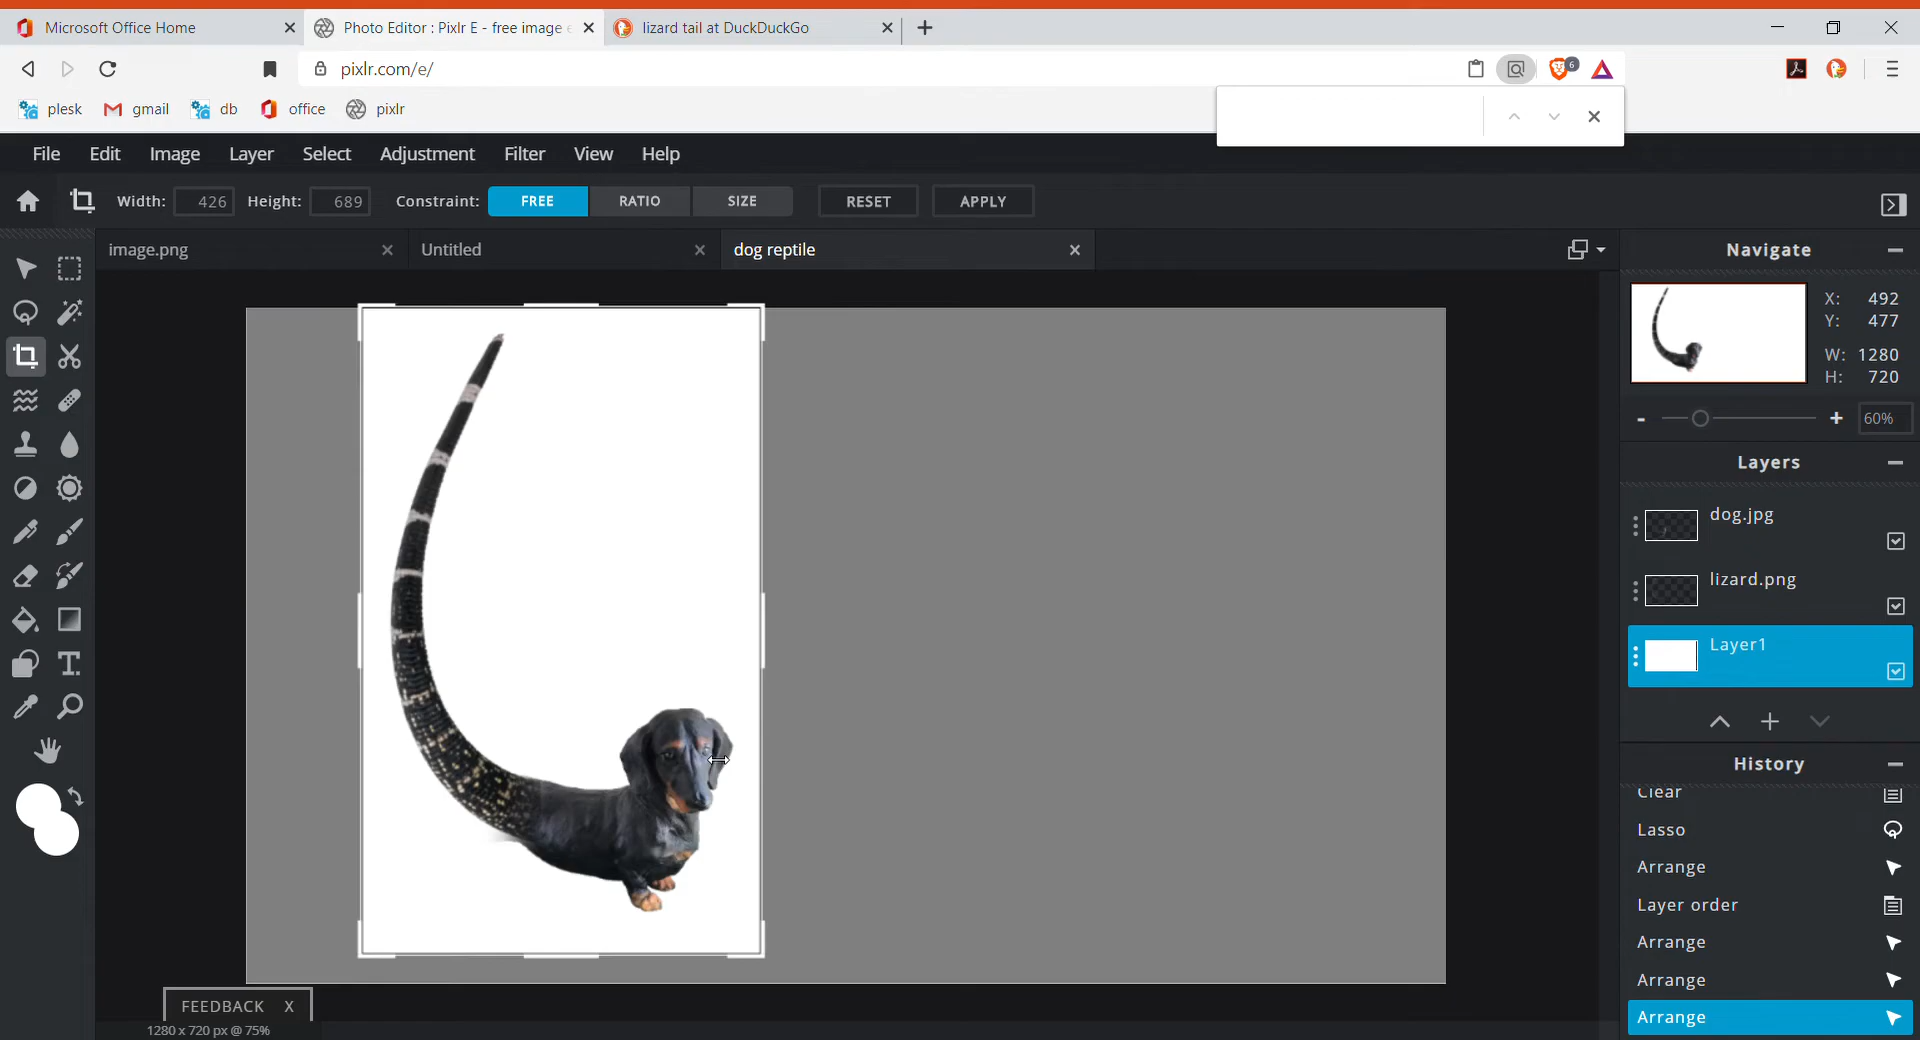 Microsoft Office Home
Photo Editor : Pixlr E - free image e
lizard tail at DuckDuckGo
pixlr.com/e/
6
plesk
gmail
db
office
pixlr
File
Edit
Image
Layer
Select
Adjustment
Filter
View
Help
Width: 426
Height: 689
Constraint:
FREE
RATIO
SIZE
RESET
APPLY
image.png
Untitled
dog reptile
Navigate
X: 492
Y: 477
W: 1280
H: 720
60%
Layers
dog.jpg
lizard.png
Layer1
History
Clear
Lasso
Arrange
Layer order
Arrange
Arrange
Arrange
FEEDBACK X
1280 x 720 px @ 75%